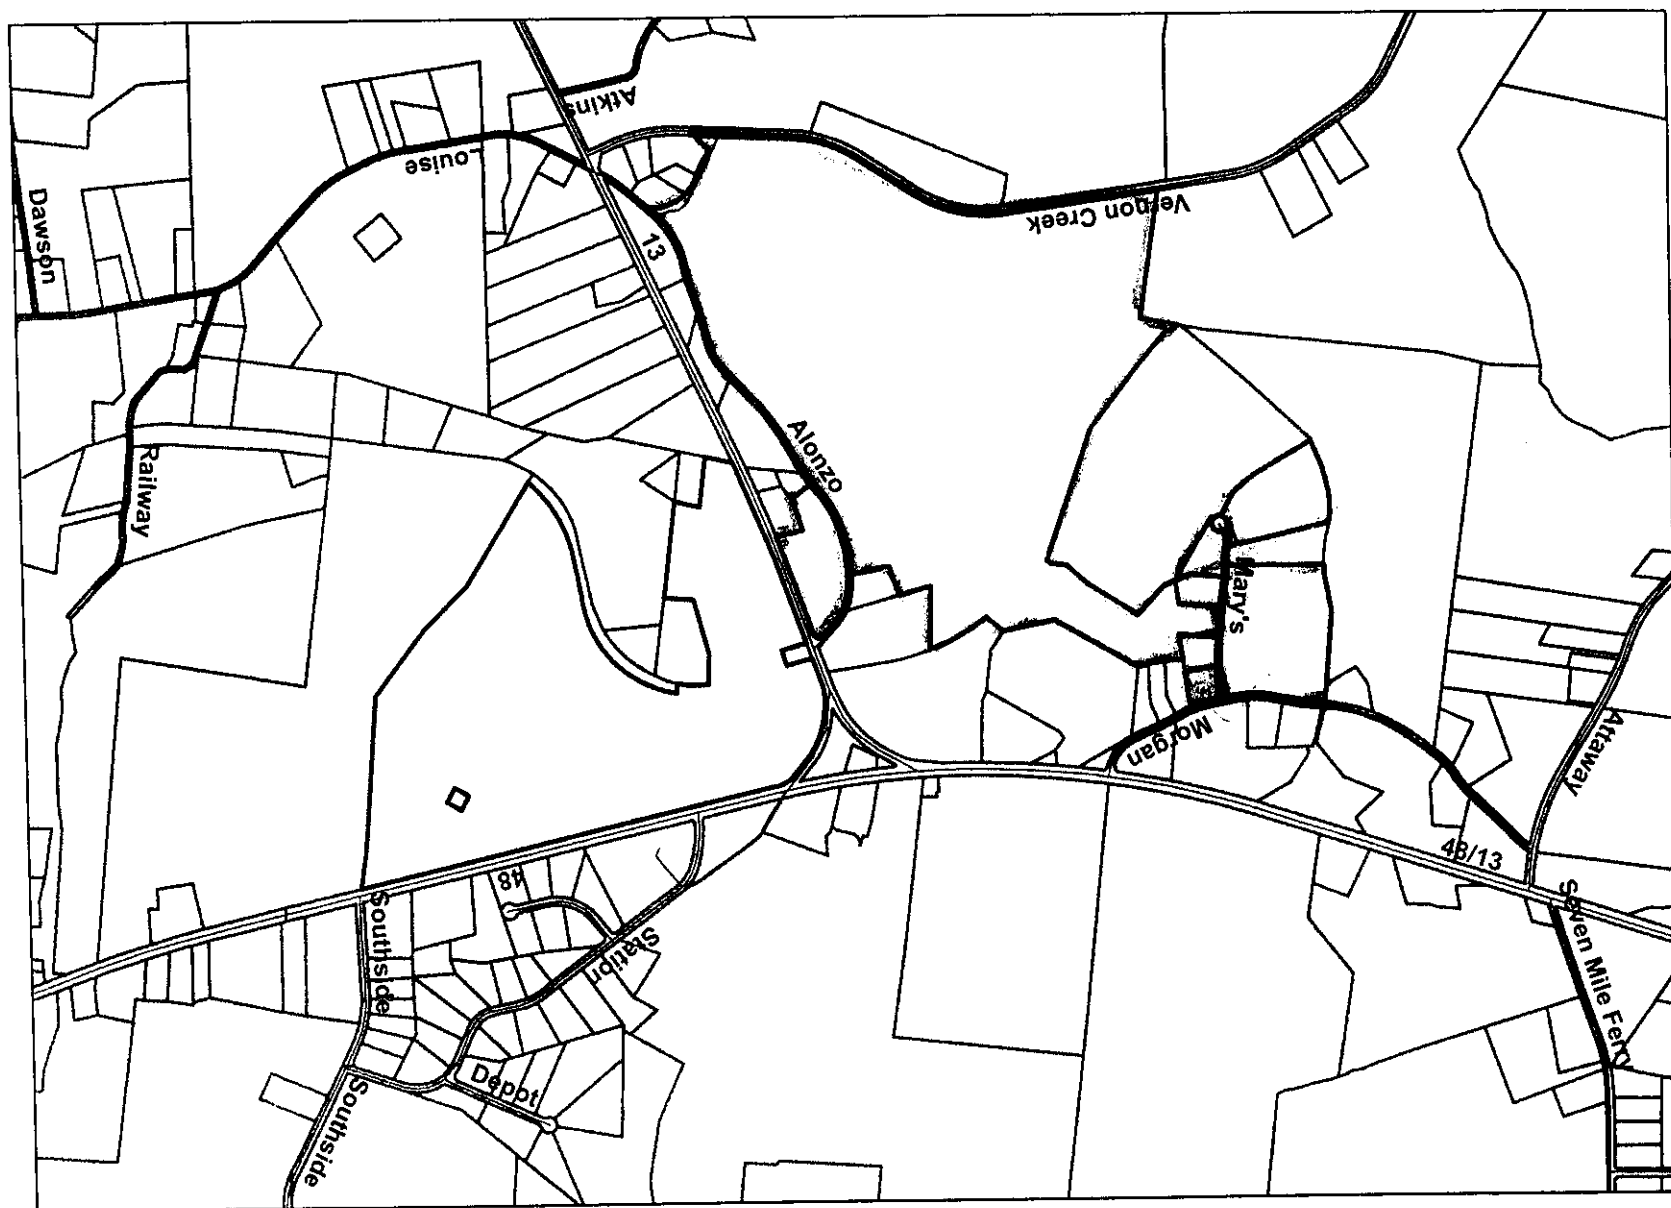 Atkins
Louise
Dawson
Vernon Creek
13
Alonzo
Railway
Mary's
Morgan
Attaway
48/13
48
Southside
Station
Seven Mile Ferry
Depot
Southside